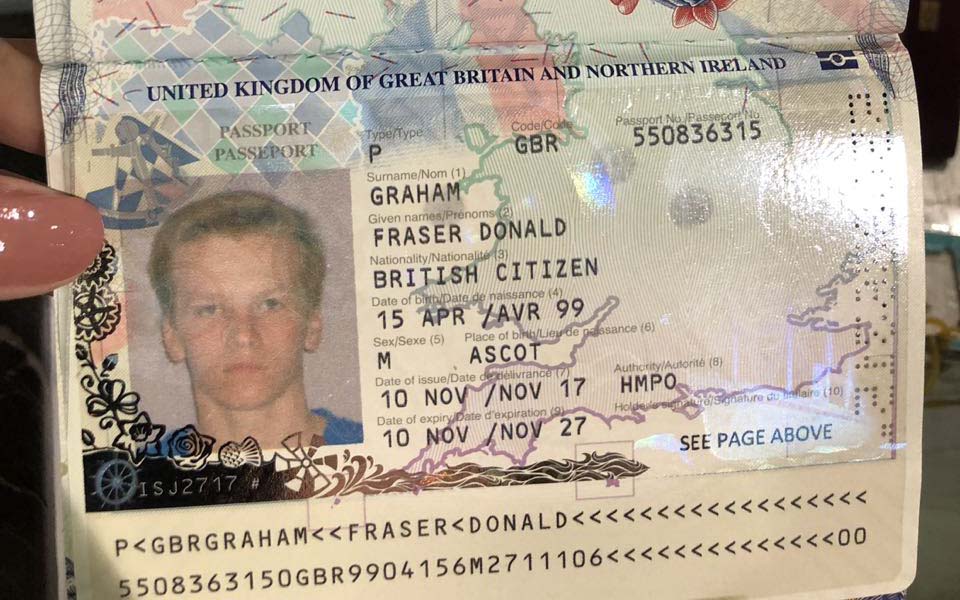 UNITED KINGDOM OF GREAT BRITAIN AND NORTHERN IRELAND
PASSPORT
PASSEPORT
Type/Type Code/Code Passport No./Passeport No.
P GBR 550836315
Surname/Nom (1)
GRAHAM
Given names/Prénoms (2)
FRASER DONALD
Nationality/Nationalité (3)
BRITISH CITIZEN
Date of birth/Date de naissance (4)
15 APR /AVR 99
Sex/Sexe (5) Place of birth/Lieu de naissance (6)
M ASCOT
Date of issue/Date de délivrance (7) Authority/Autorité (8)
10 NOV /NOV 17 HMPO
Date of expiry/Date d'expiration (9) Holder's signature/Signature du titulaire (10)
10 NOV /NOV 27 SEE PAGE ABOVE
ISJ2717 #
P<GBRGRAHAM<<FRASER<DONALD<<<<<<<<<<<<<<<<<<
5508363150GBR9904156M2711106<<<<<<<<<<<<<<00